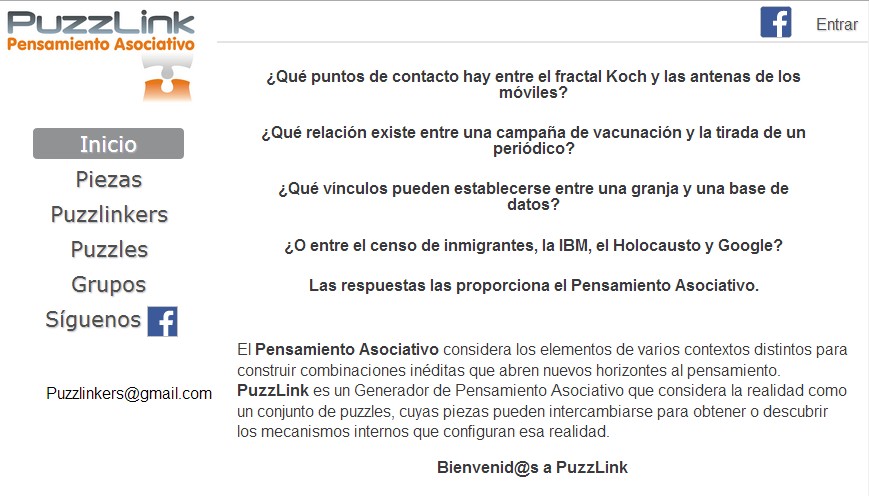 PuzzLink
Pensamiento Asociativo
Entrar
Inicio
Piezas
Puzzlinkers
Puzzles
Grupos
Síguenos
Puzzlinkers@gmail.com
¿Qué puntos de contacto hay entre el fractal Koch y las antenas de los
móviles?
¿Qué relación existe entre una campaña de vacunación y la tirada de un
periódico?
¿Qué vínculos pueden establecerse entre una granja y una base de
datos?
¿O entre el censo de inmigrantes, la IBM, el Holocausto y Google?
Las respuestas las proporciona el Pensamiento Asociativo.
El Pensamiento Asociativo considera los elementos de varios contextos distintos para
construir combinaciones inéditas que abren nuevos horizontes al pensamiento.
PuzzLink es un Generador de Pensamiento Asociativo que considera la realidad como
un conjunto de puzzles, cuyas piezas pueden intercambiarse para obtener o descubrir
los mecanismos internos que configuran esa realidad.
Bienvenid@s a PuzzLink